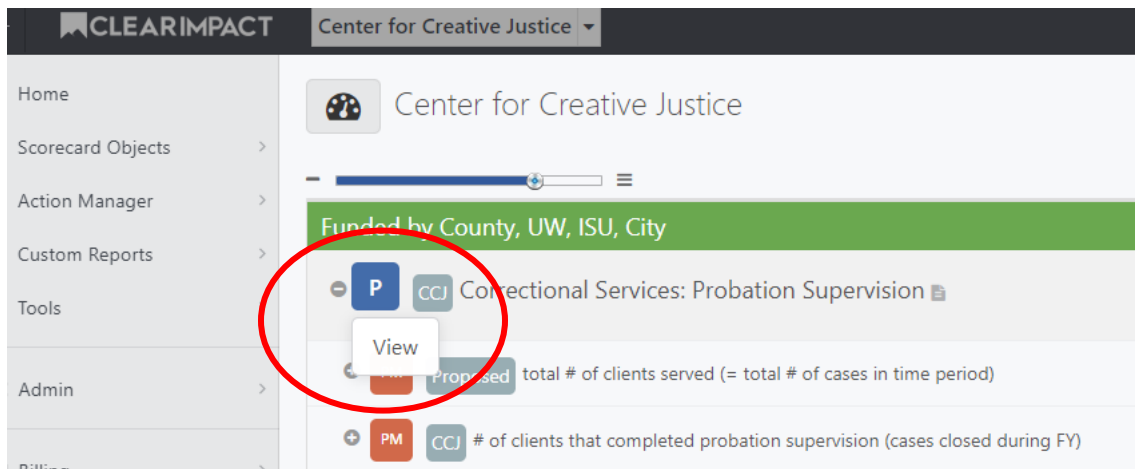 CLEARIMPACT
Center for Creative Justice
Home
Scorecard Objects
Action Manager
Custom Reports
Tools
Admin
Center for Creative Justice
Funded by County, UW, ISU, City
P CCJ Correctional Services: Probation Supervision
View
Proposed total # of clients served (= total # of cases in time period)
PM CCJ # of clients that completed probation supervision (cases closed during FY)